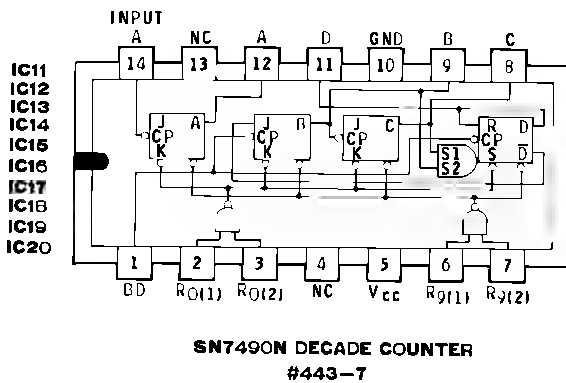 INPUT
A NC A D GND B C
14 13 12 11 10 9 8
IC11
IC12
IC13
IC14
IC15
IC16
IC17
IC18
IC19
IC20
J A
CP
K
J B
CP
K
J C
CP
K
S1
S2
R D
CP
S D
1 2 3 4 5 6 7
BD R0(1) R0(2) NC VCC R9(1) R9(2)
SN7490N DECADE COUNTER
#443-7